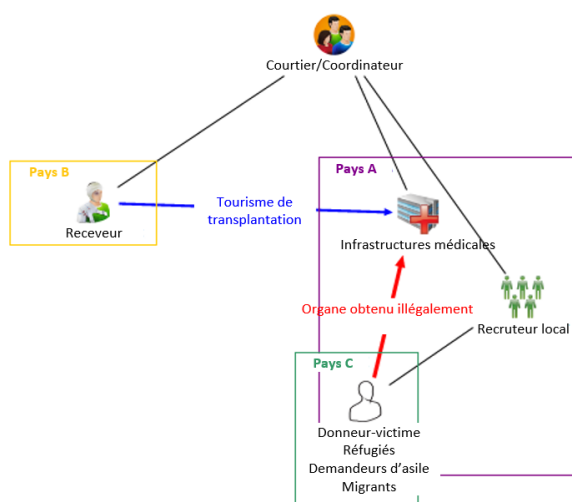 Courtier/Coordinateur
Pays B
Receveur
Tourisme de
transplantation
Pays A
Infrastructures médicales
Organe obtenu illégalement
Recruteur local
Pays C
Donneur-victime
Réfugiés
Demandeurs d'asile
Migrants